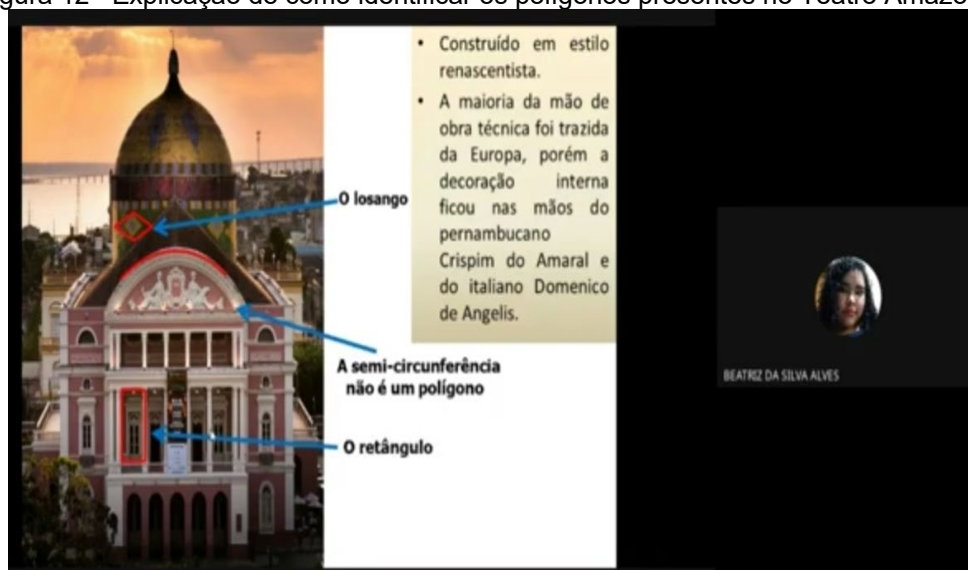 gura 12 - Explicação de como identificar os polígonos presentes no Teatro Amazo
• Construído em estilo
renascentista.
• A maioria da mão de
obra técnica foi trazida
da Europa, porém a
decoração interna
ficou nas mãos do
pernambucano
Crispim do Amaral e
do italiano Domenico
de Angelis.
O losango
A semi-circunferência
não é um polígono
O retângulo
BEATRIZ DA SILVA ALVES